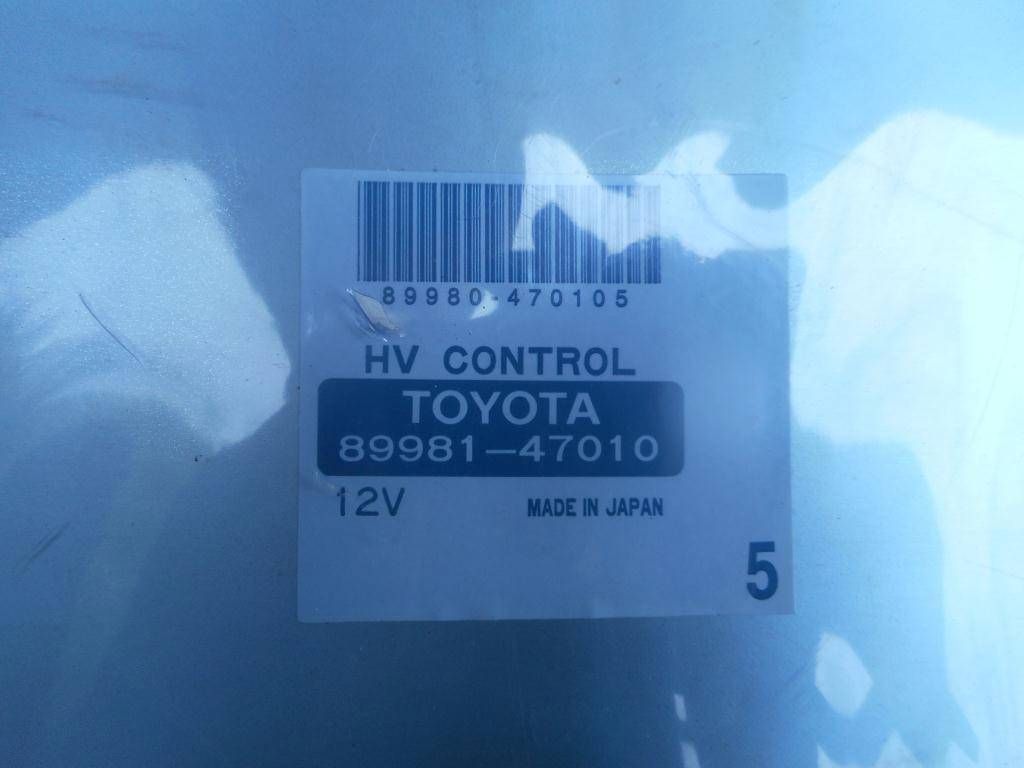 89980-470105
HV CONTROL
TOYOTA
89981-47010
12V MADE IN JAPAN
5